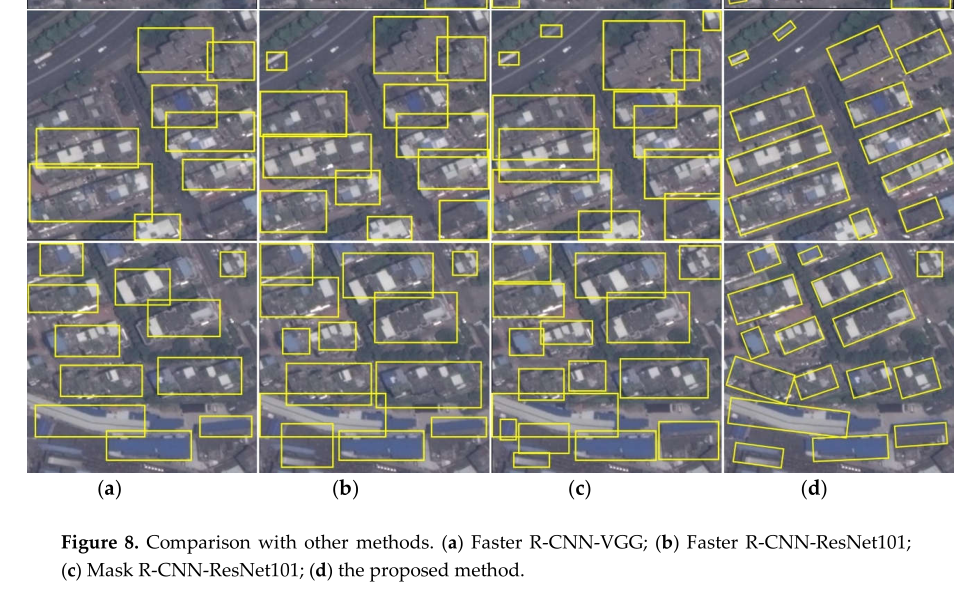 (a) (b) (c) (d)
Figure 8. Comparison with other methods. (a) Faster R-CNN-VGG; (b) Faster R-CNN-ResNet101;
(c) Mask R-CNN-ResNet101; (d) the proposed method.